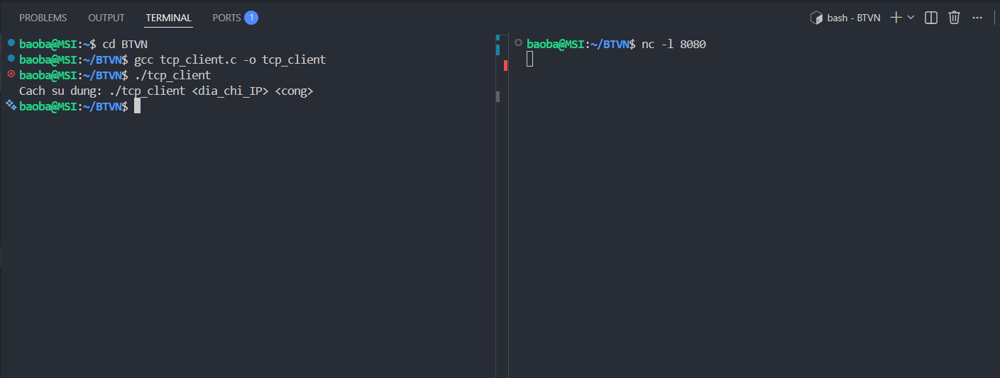 PROBLEMS OUTPUT TERMINAL PORTS 1 bash - BTVN
baoba@MSI:~$ cd BTVN
baoba@MSI:~/BTVN$ gcc tcp_client.c -o tcp_client
baoba@MSI:~/BTVN$ ./tcp_client
Cach su dung: ./tcp_client <dia_chi_IP> <cong>
baoba@MSI:~/BTVN$
baoba@MSI:~/BTVN$ nc -l 8080